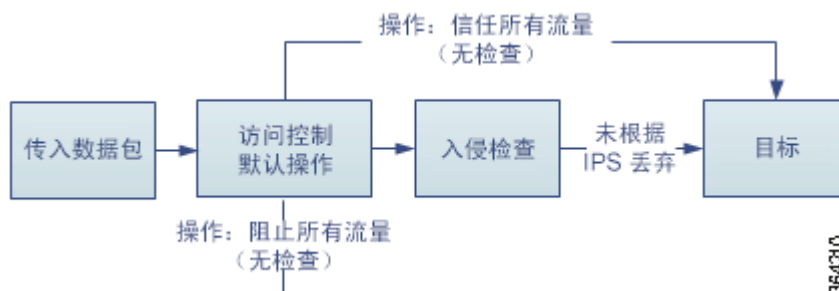 操作：信任所有流量
（无检查）
传入数据包
访问控制
默认操作
入侵检查
未根据
IPS 丢弃
目标
操作：阻止所有流量
（无检查）